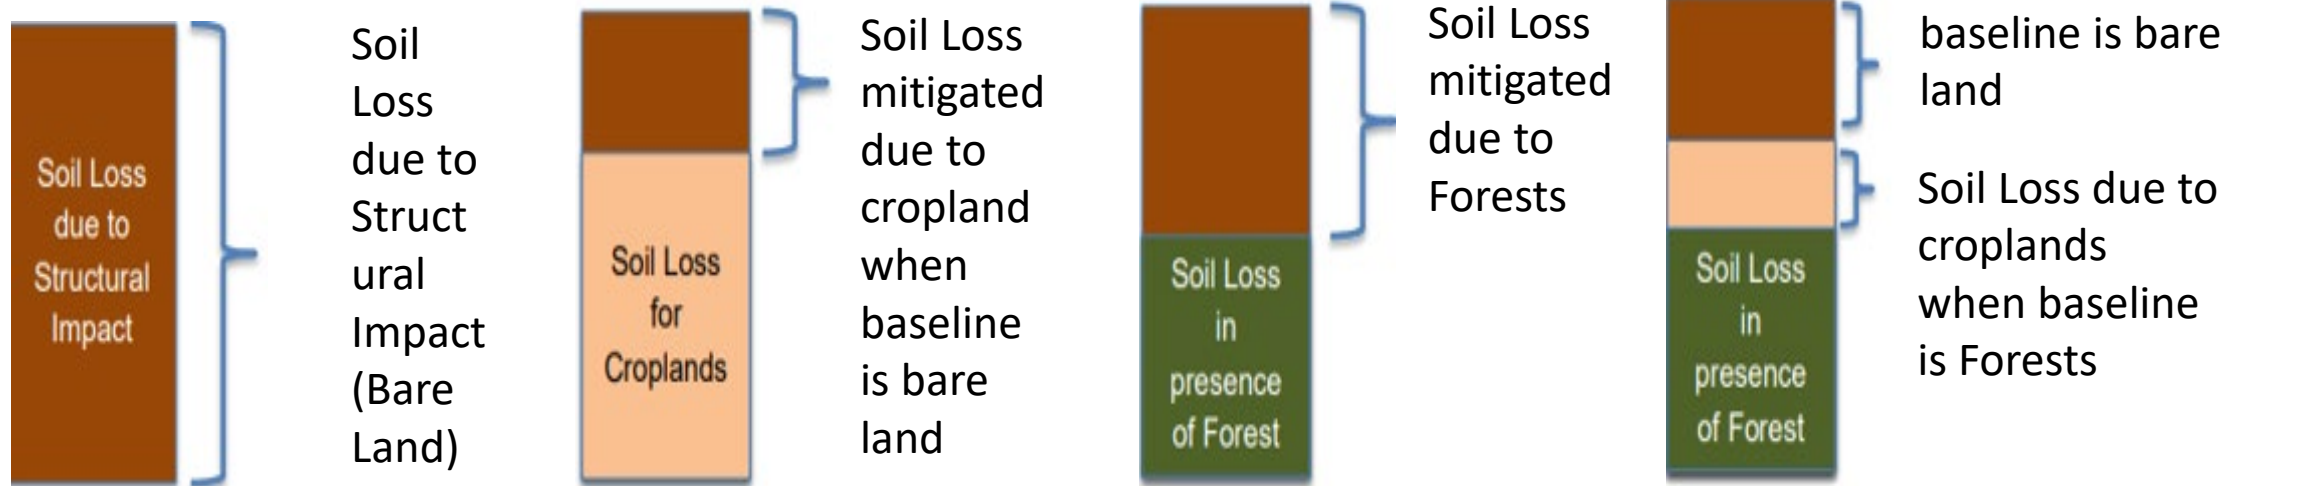 Soil Loss
due to
Structural
Impact
Soil
Loss
due to
Struct
ural
Impact
(Bare
Land)
Soil Loss
for
Croplands
Soil Loss
mitigated
due to
cropland
when
baseline
is bare
land
Soil Loss
in
presence
of Forest
Soil Loss
mitigated
due to
Forests
Soil Loss
in
presence
of Forest
baseline is bare
land
Soil Loss due to
croplands
when baseline
is Forests